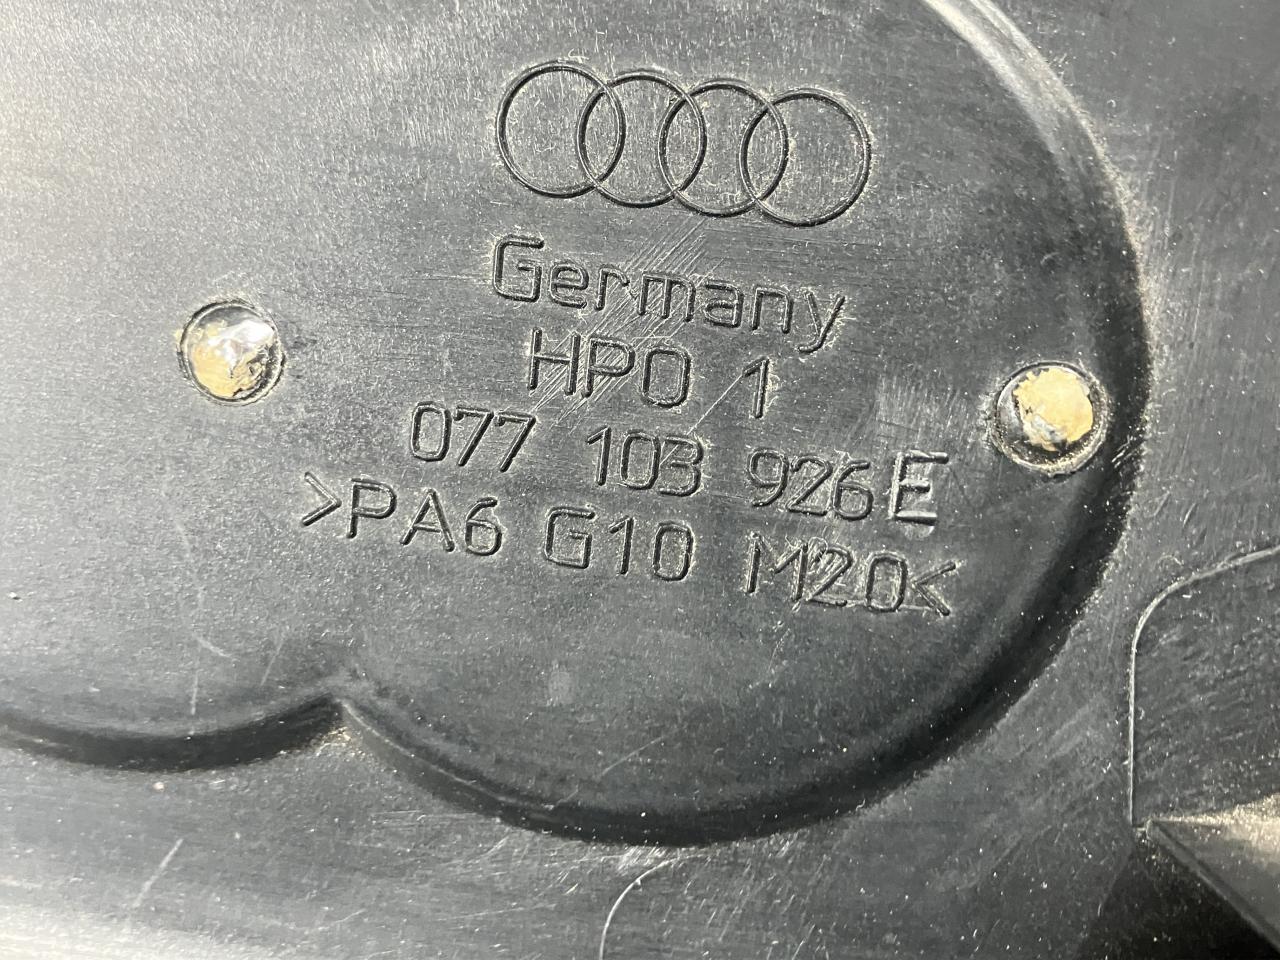 Germany
HPO 1
077 103 926 E
>PA6 G10 M20<